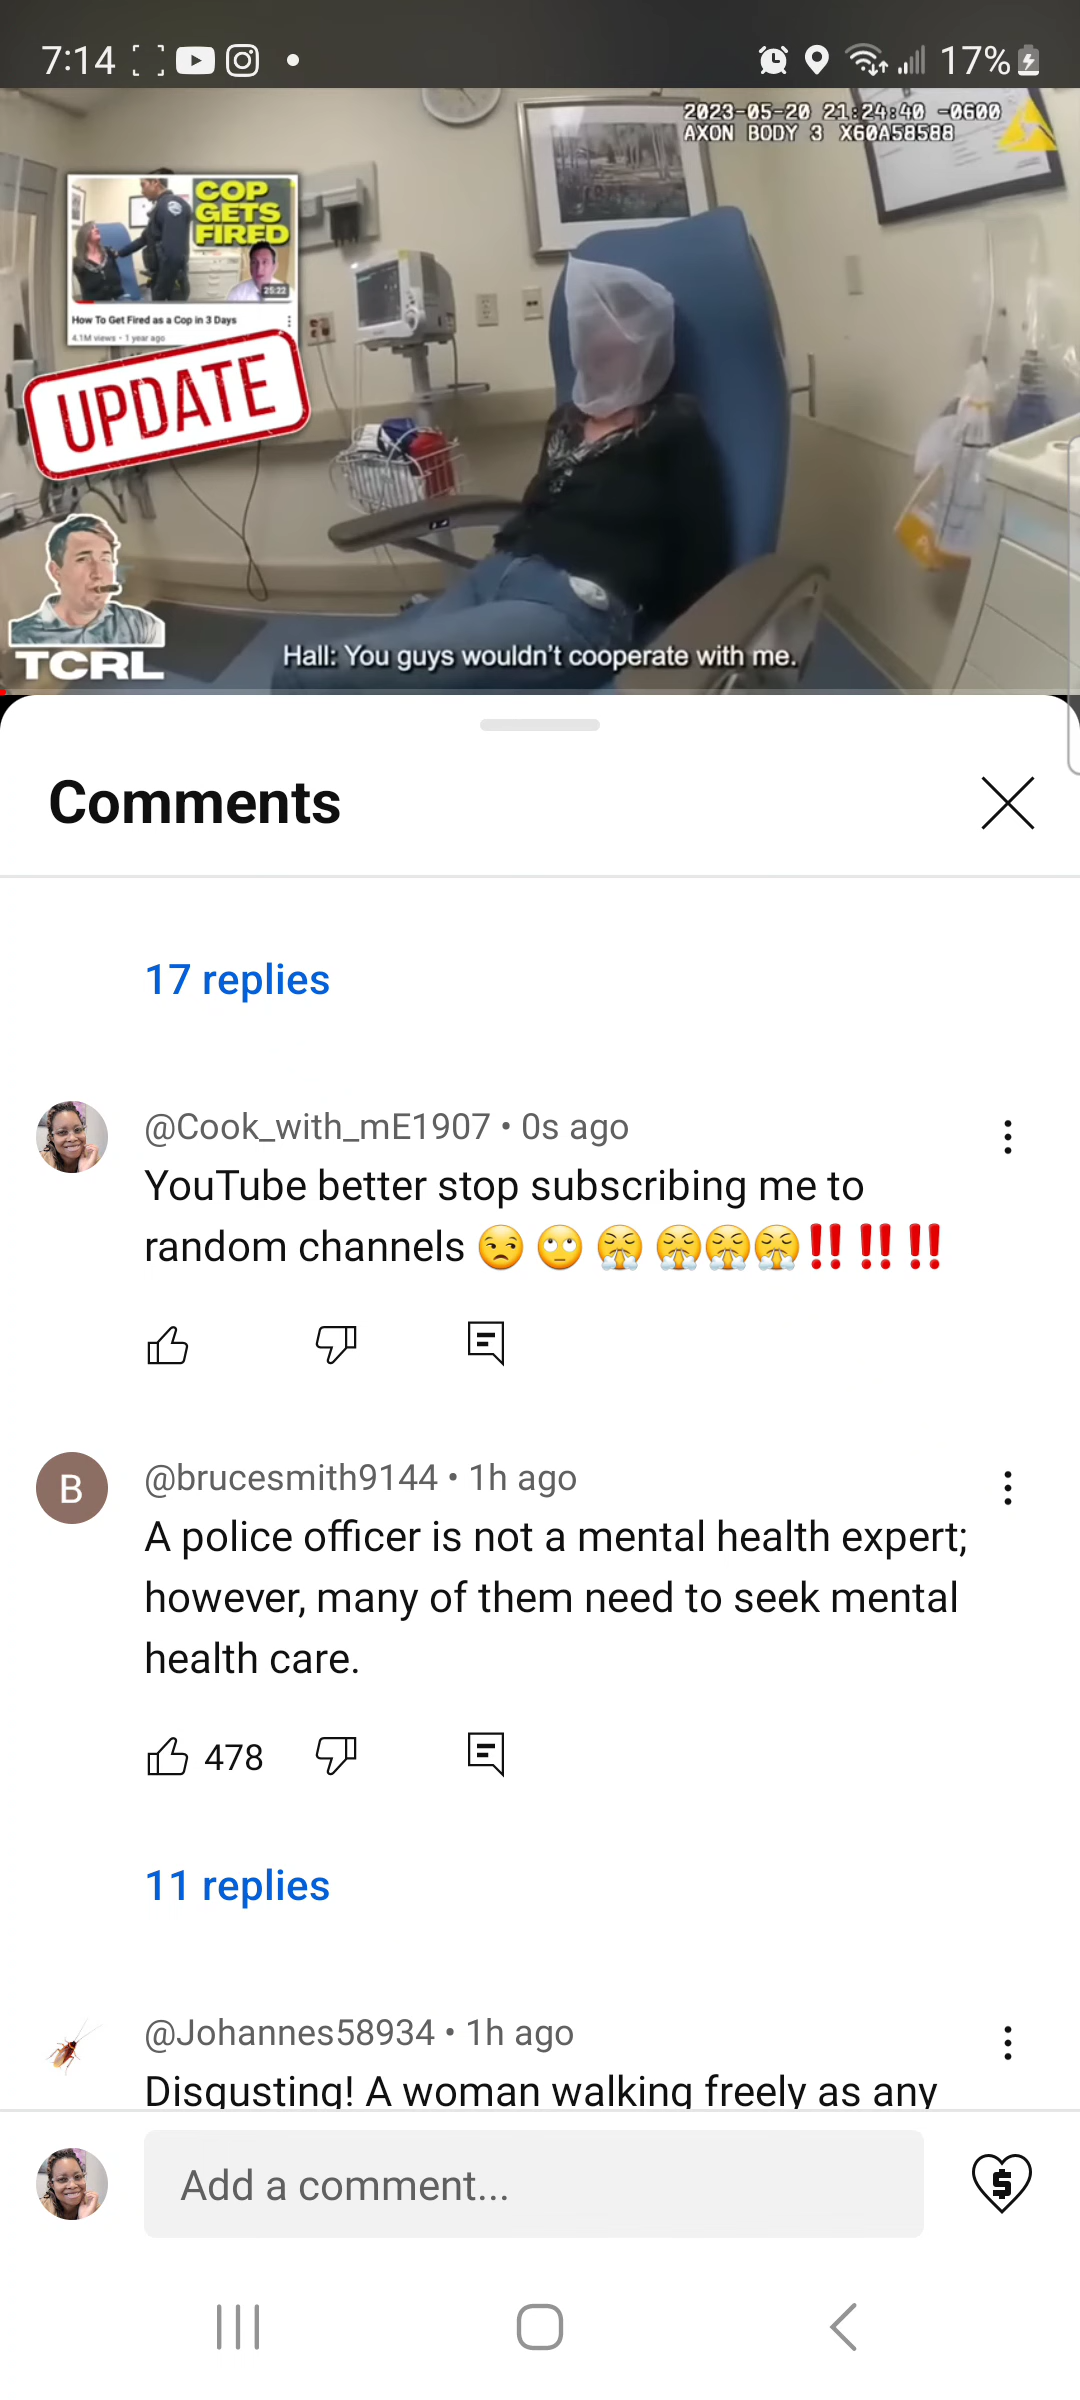 7:14
17%
2023-05-20 21:24:40 -0600
AXON BODY 3 X60A58588
COP
GETS
FIRED
25:22
How To Get Fired as a Cop in 3 Days
4.1M views • 1 year ago
UPDATE
TCRL
Hall: You guys wouldn't cooperate with me.
Comments
17 replies
@Cook_with_mE1907 • 0s ago
YouTube better stop subscribing me to
random channels 😒 🙄 😤 😤😤😤‼️ ‼️ ‼️
B
@brucesmith9144 • 1h ago
A police officer is not a mental health expert;
however, many of them need to seek mental
health care.
478
11 replies
@Johannes58934 • 1h ago
Disgusting! A woman walking freely as any
Add a comment...